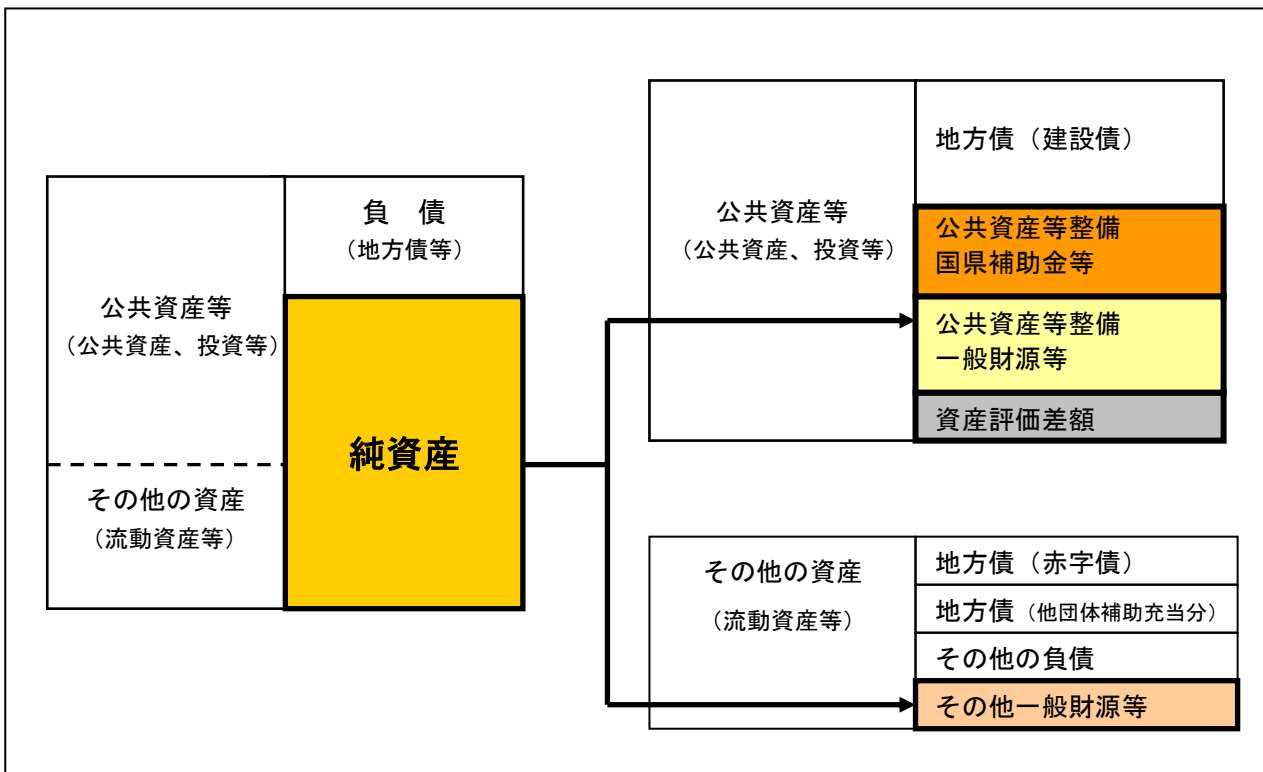 公共資産等
（公共資産、投資等）
その他の資産
（流動資産等）
負　債
（地方債等）
純資産
公共資産等
（公共資産、投資等）
地方債（建設債）
公共資産等整備
国県補助金等
公共資産等整備
一般財源等
資産評価差額
その他の資産
（流動資産等）
地方債（赤字債）
地方債（他団体補助充当分）
その他の負債
その他一般財源等